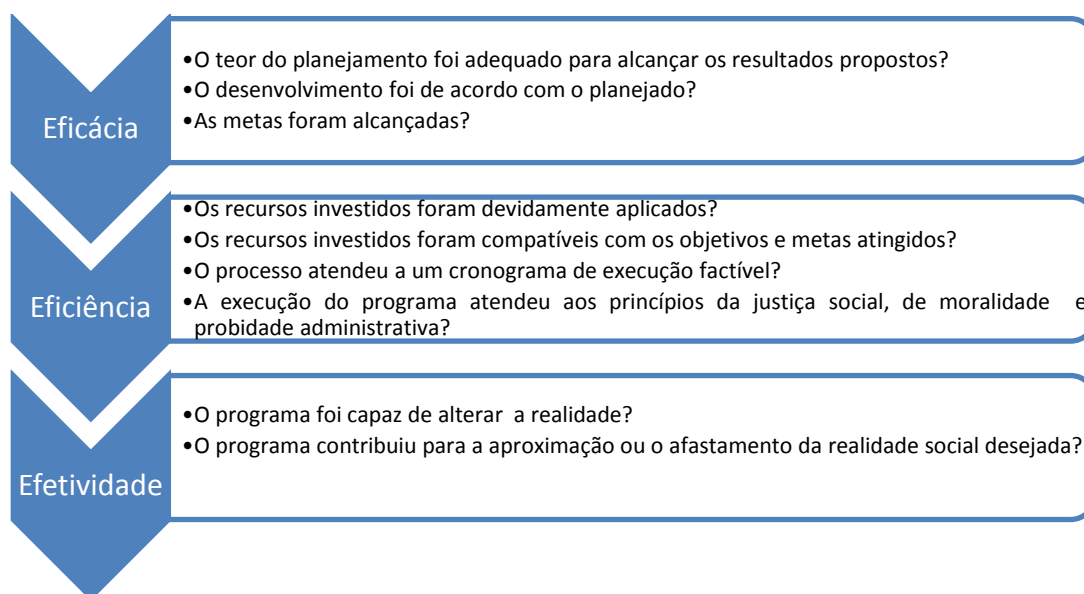 Eficácia
•O teor do planejamento foi adequado para alcançar os resultados propostos?
•O desenvolvimento foi de acordo com o planejado?
•As metas foram alcançadas?
Eficiência
•Os recursos investidos foram devidamente aplicados?
•Os recursos investidos foram compatíveis com os objetivos e metas atingidos?
•O processo atendeu a um cronograma de execução factível?
•A execução do programa atendeu aos princípios da justiça social, de moralidade e
probidade administrativa?
Efetividade
•O programa foi capaz de alterar a realidade?
•O programa contribuiu para a aproximação ou o afastamento da realidade social desejada?